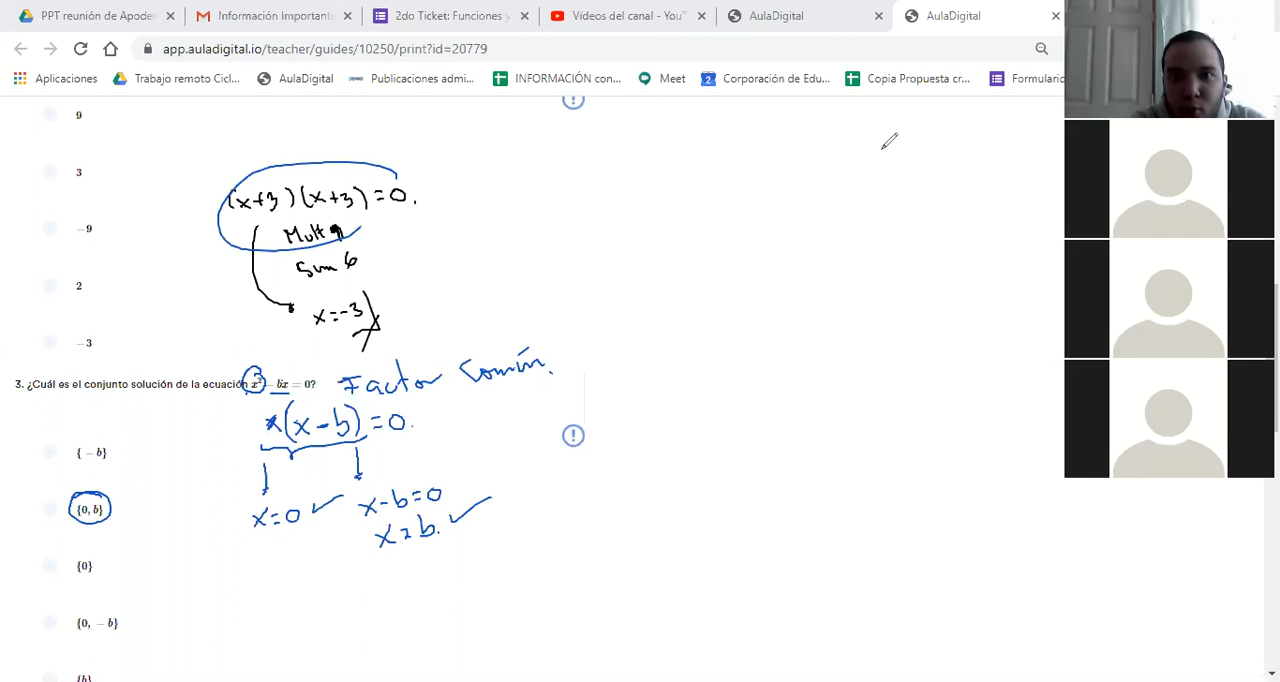 PPT reunión de Apoder
Información Important
2do Ticket: Funciones y
Vídeos del canal - YouT
AulaDigital
AulaDigital
app.auladigital.io/teacher/guides/10250/print?id=20779
Aplicaciones
Trabajo remoto Cicl...
AulaDigital
Publicaciones admi...
INFORMACIÓN con...
Meet
Corporación de Edu...
Copia Propuesta cr...
Formulario
9
3
(x+3)(x+3)=0.
-9
Mult 9
Sum 6
2
x=-3
-3
3. ¿Cuál es el conjunto solución de la ecuación x² - bx = 0?
Factor Común.
x(x-b)=0.
{-b}
{0, b}
x=0 ✓
x-b=0
x=b. ✓
{0}
{0, -b}
{b}